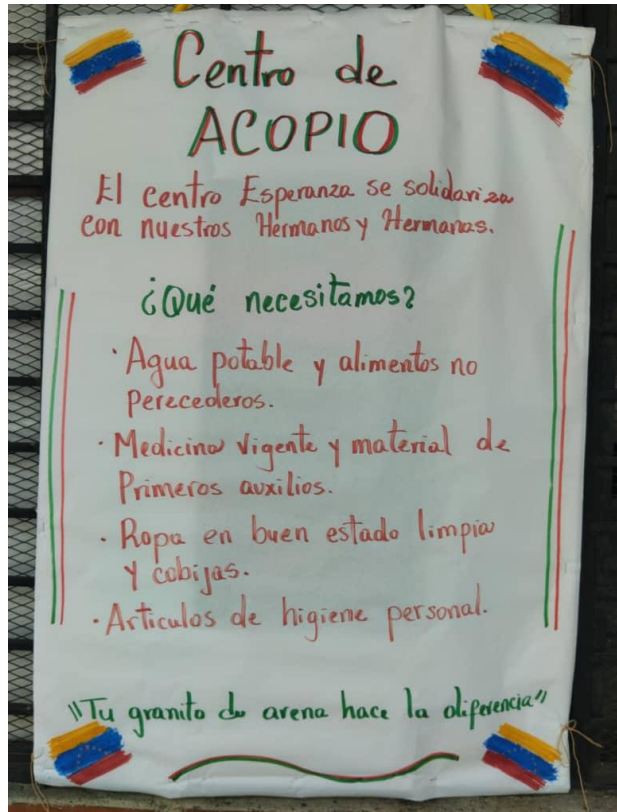 Centro de
ACOPIO
El centro Esperanza se solidariza
con nuestros Hermanos y Hermanas.
¿Qué necesitamos?
· Agua potable y alimentos no
perecederos.
· Medicina vigente y material de
Primeros auxilios.
· Ropa en buen estado limpia
y cobijas.
· Articulos de higiene personal.
"Tu granito de arena hace la diferencia"